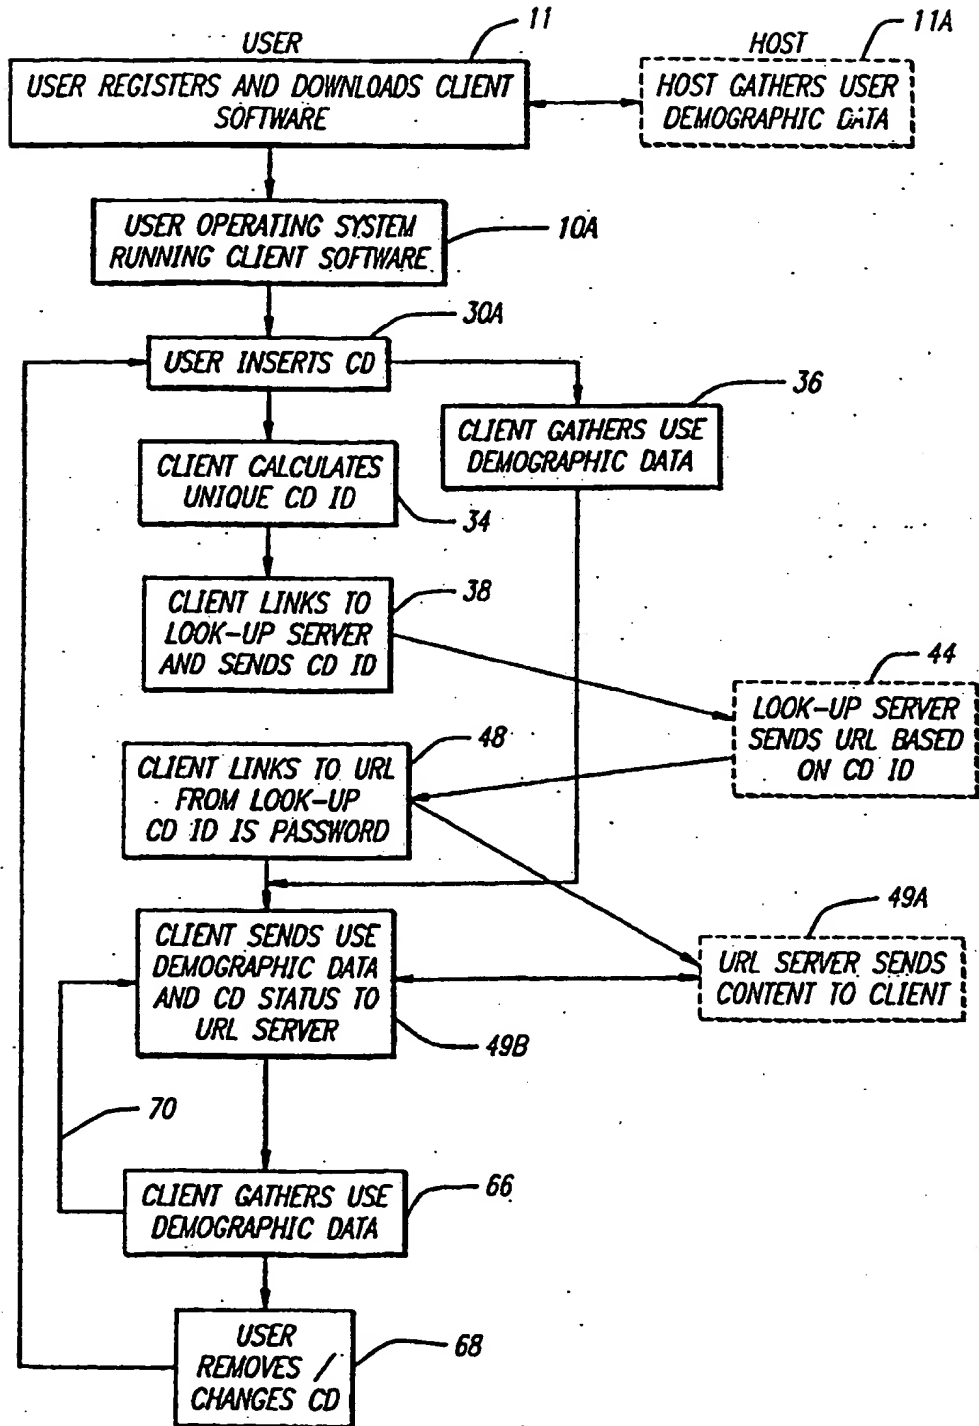 USER
11
HOST
11A
USER REGISTERS AND DOWNLOADS CLIENT
SOFTWARE
HOST GATHERS USER
DEMOGRAPHIC DATA
USER OPERATING SYSTEM
RUNNING CLIENT SOFTWARE
10A
30A
USER INSERTS CD
36
CLIENT GATHERS USE
DEMOGRAPHIC DATA
CLIENT CALCULATES
UNIQUE CD ID
34
CLIENT LINKS TO
LOOK-UP SERVER
AND SENDS CD ID
38
44
LOOK-UP SERVER
SENDS URL BASED
ON CD ID
48
CLIENT LINKS TO URL
FROM LOOK-UP
CD ID IS PASSWORD
49A
URL SERVER SENDS
CONTENT TO CLIENT
CLIENT SENDS USE
DEMOGRAPHIC DATA
AND CD STATUS TO
URL SERVER
49B
70
CLIENT GATHERS USE
DEMOGRAPHIC DATA
66
USER
REMOVES /
CHANGES CD
68